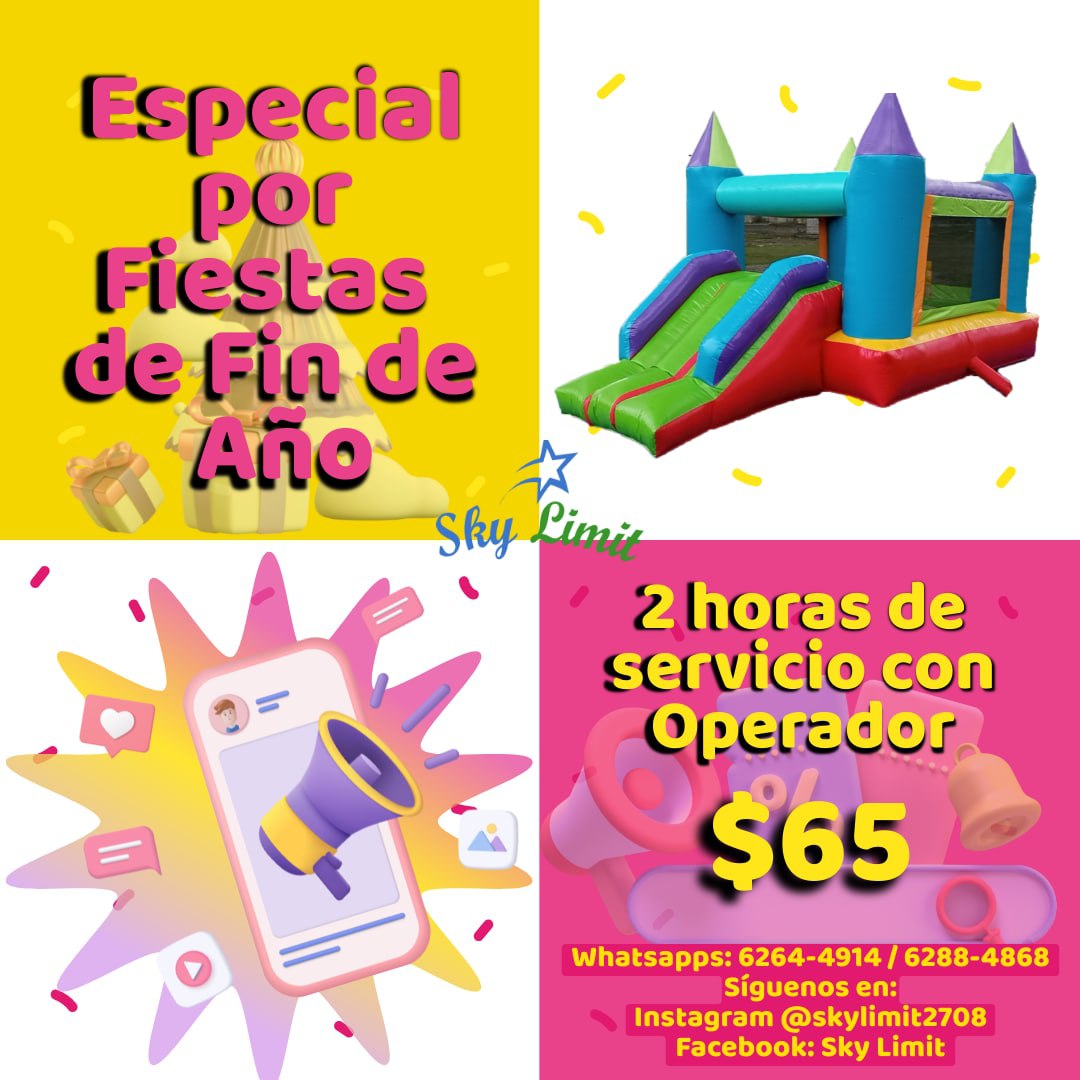 Especial
por
Fiestas
de Fin de
Año
Sky Limit
2 horas de
servicio con
Operador
%
$65
Whatsapps: 6264-4914 / 6288-4868
Síguenos en:
Instagram @skylimit2708
Facebook: Sky Limit